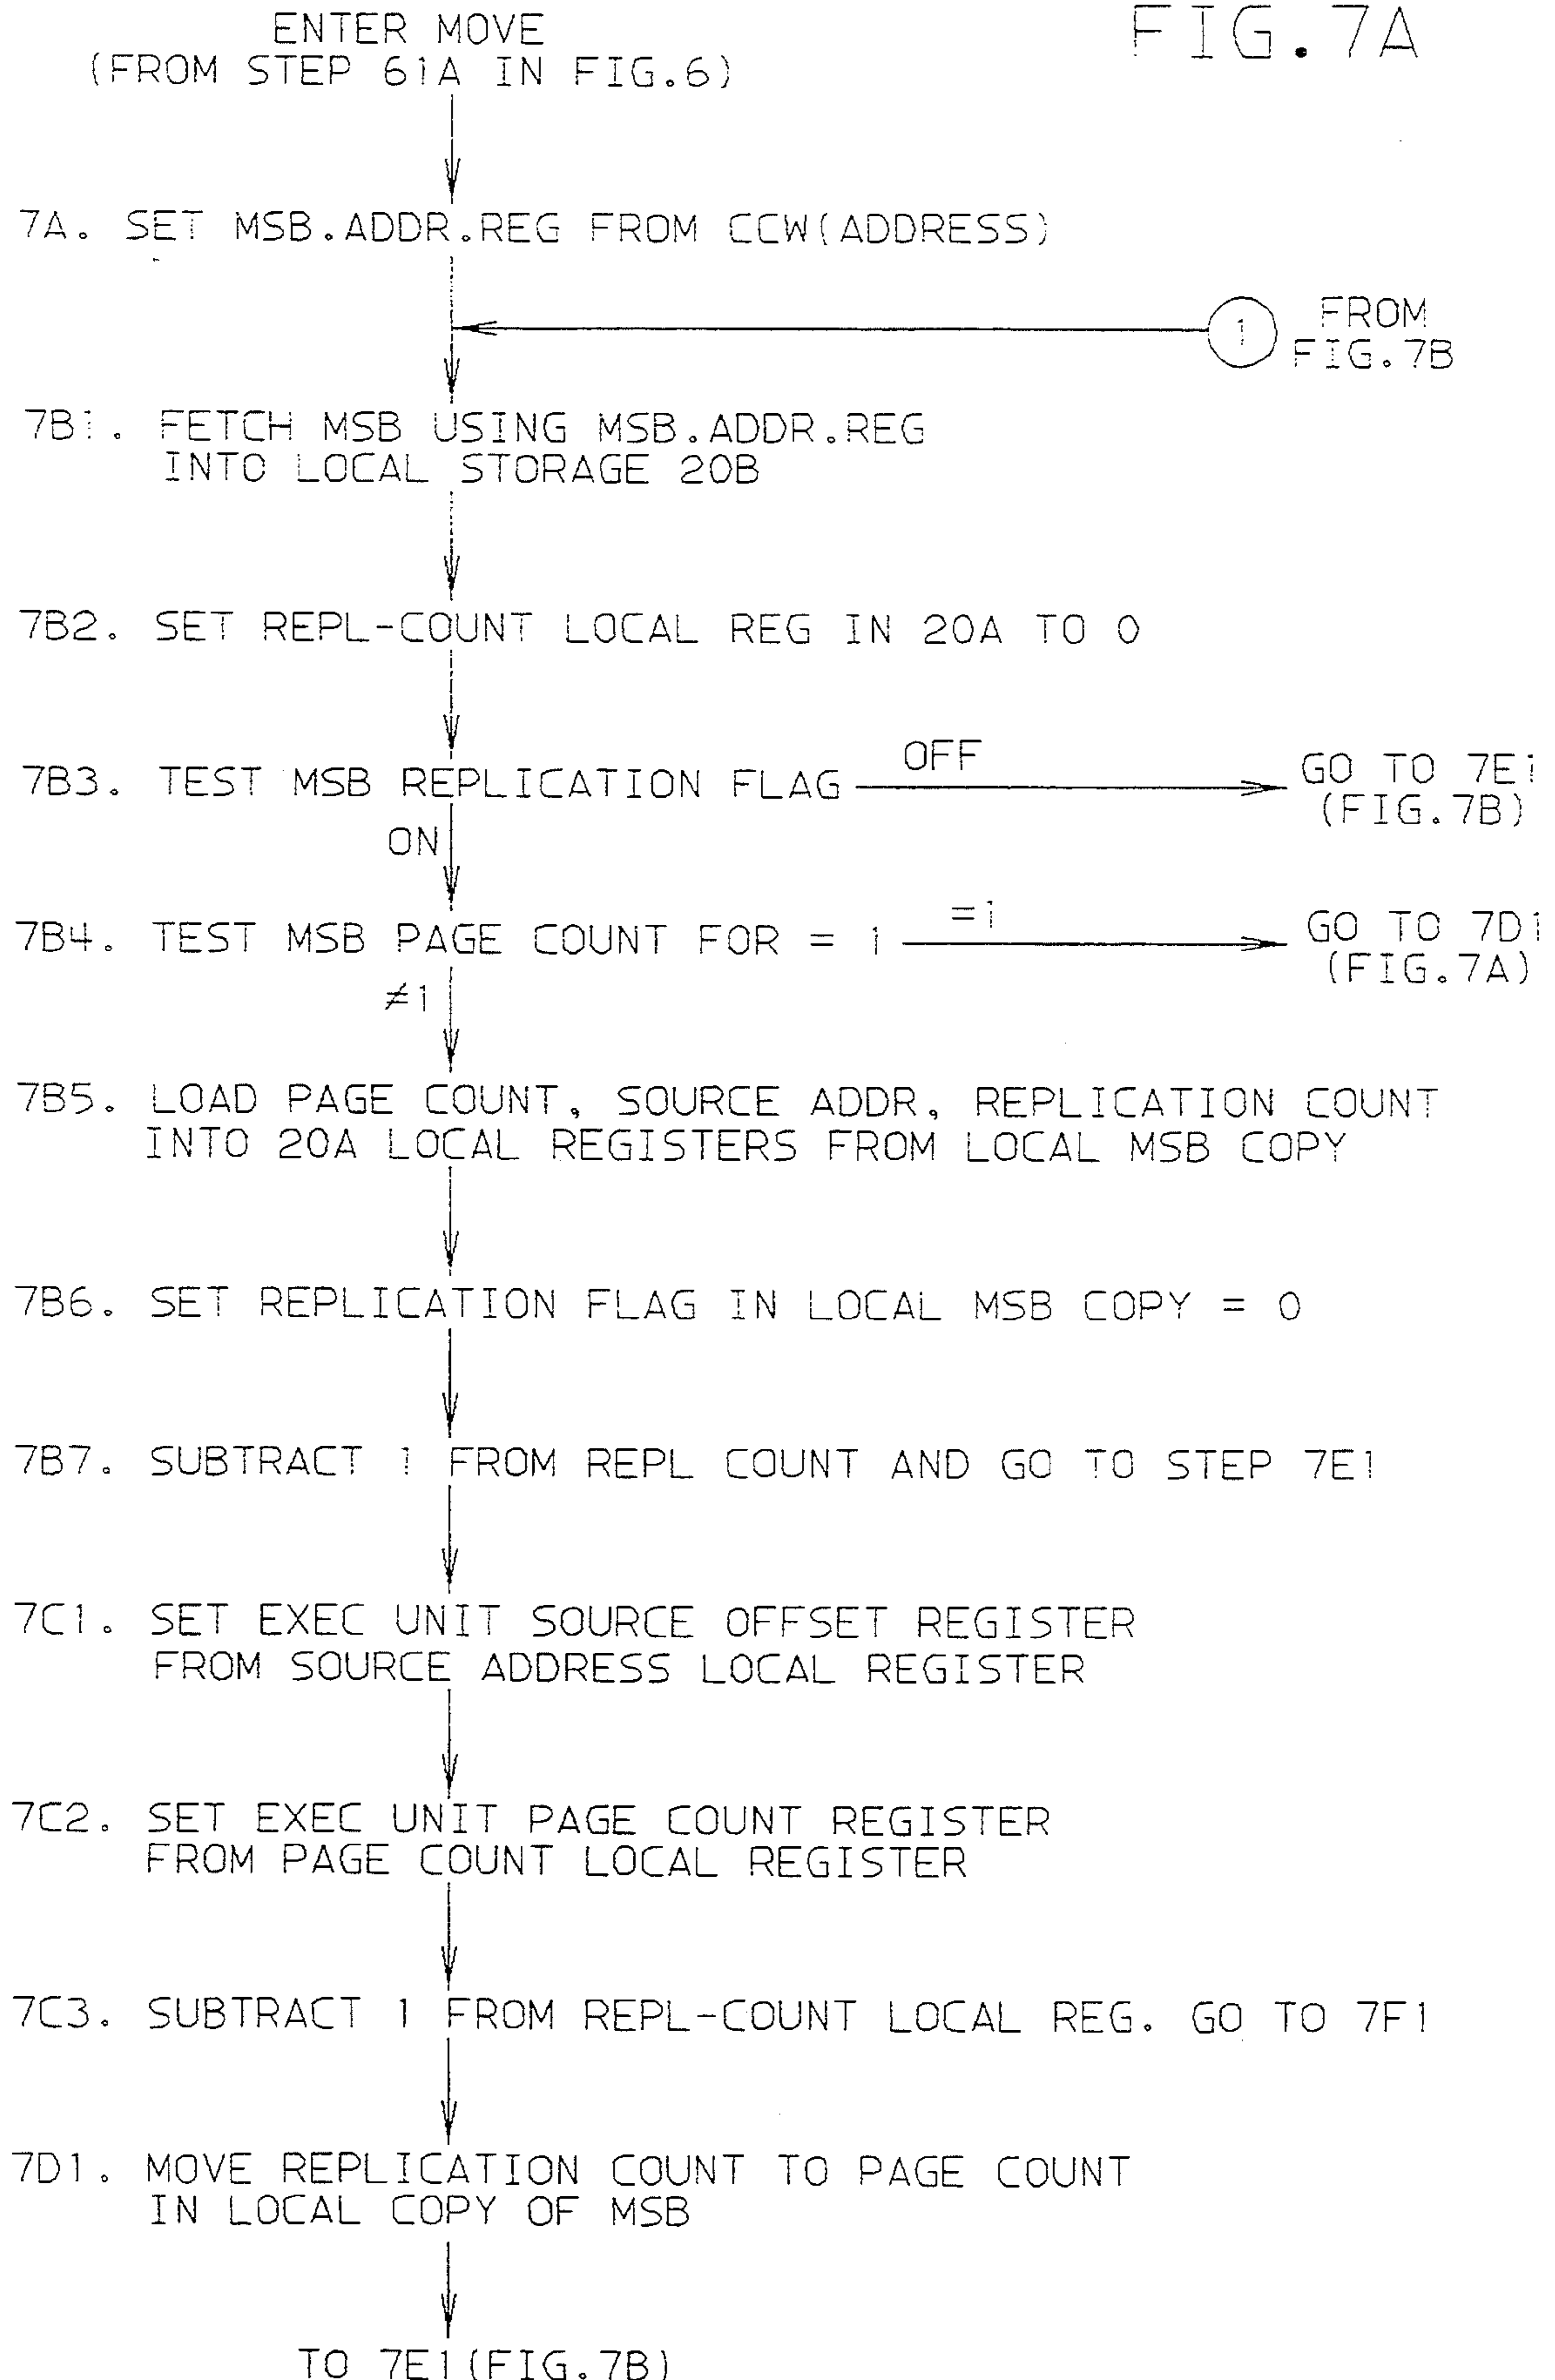 FIG.7A
ENTER MOVE
(FROM STEP 61A IN FIG.6)
7A. SET MSB.ADDR.REG FROM CCW(ADDRESS)
1
FROM
FIG.7B
7B1. FETCH MSB USING MSB.ADDR.REG
INTO LOCAL STORAGE 20B
7B2. SET REPL-COUNT LOCAL REG IN 20A TO 0
7B3. TEST MSB REPLICATION FLAG
OFF
GO TO 7E1
(FIG.7B)
ON
7B4. TEST MSB PAGE COUNT FOR = 1
=1
GO TO 7D1
(FIG.7A)
≠1
7B5. LOAD PAGE COUNT, SOURCE ADDR, REPLICATION COUNT
INTO 20A LOCAL REGISTERS FROM LOCAL MSB COPY
7B6. SET REPLICATION FLAG IN LOCAL MSB COPY = 0
7B7. SUBTRACT 1 FROM REPL COUNT AND GO TO STEP 7E1
7C1. SET EXEC UNIT SOURCE OFFSET REGISTER
FROM SOURCE ADDRESS LOCAL REGISTER
7C2. SET EXEC UNIT PAGE COUNT REGISTER
FROM PAGE COUNT LOCAL REGISTER
7C3. SUBTRACT 1 FROM REPL-COUNT LOCAL REG. GO TO 7F1
7D1. MOVE REPLICATION COUNT TO PAGE COUNT
IN LOCAL COPY OF MSB
TO 7E1(FIG.7B)